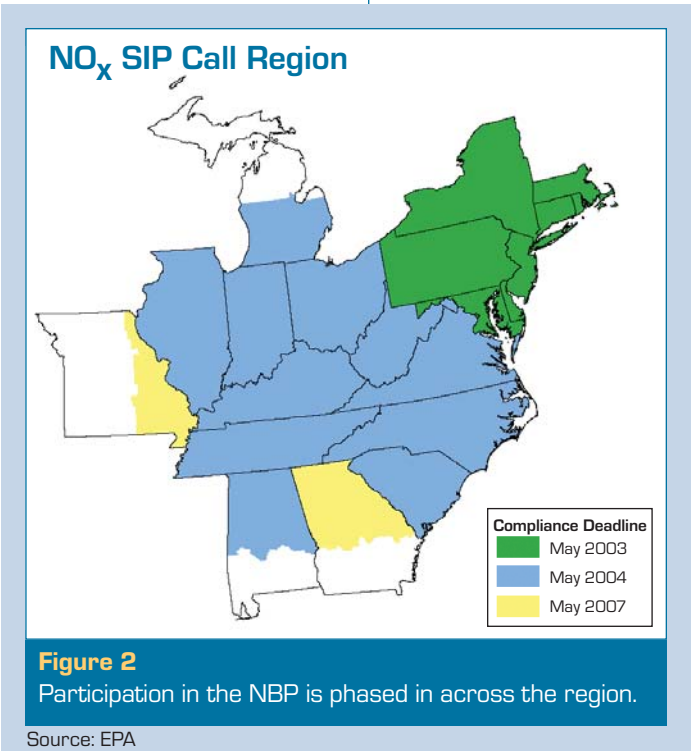 NOx SIP Call Region
Compliance Deadline
May 2003
May 2004
May 2007
Figure 2
Participation in the NBP is phased in across the region.
Source: EPA